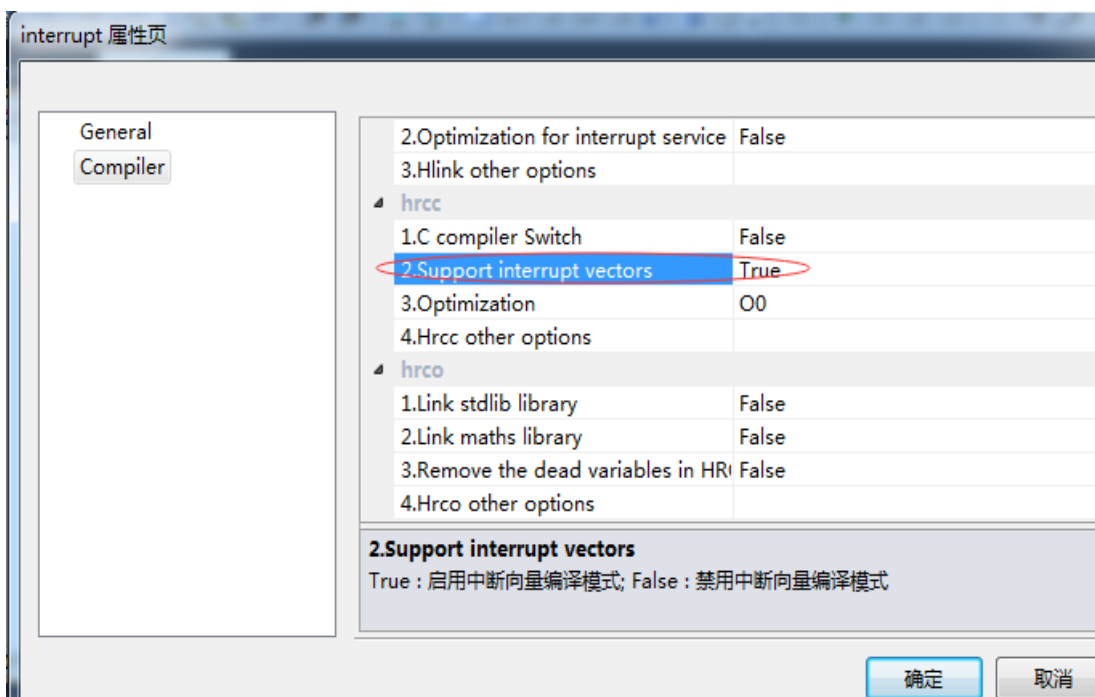 interrupt 属性页
General
Compiler
2.Optimization for interrupt service False
3.Hlink other options
hrcc
1.C compiler Switch False
2.Support interrupt vectors True
3.Optimization O0
4.Hrcc other options
hrco
1.Link stdlib library False
2.Link maths library False
3.Remove the dead variables in HR( False
4.Hrco other options
2.Support interrupt vectors
True : 启用中断向量编译模式; False : 禁用中断向量编译模式
确定 取消